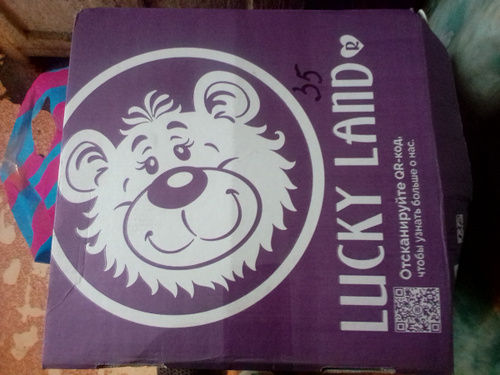 35
LUCKY LAND
Отсканируйте QR-код,
чтобы узнать больше о нас.